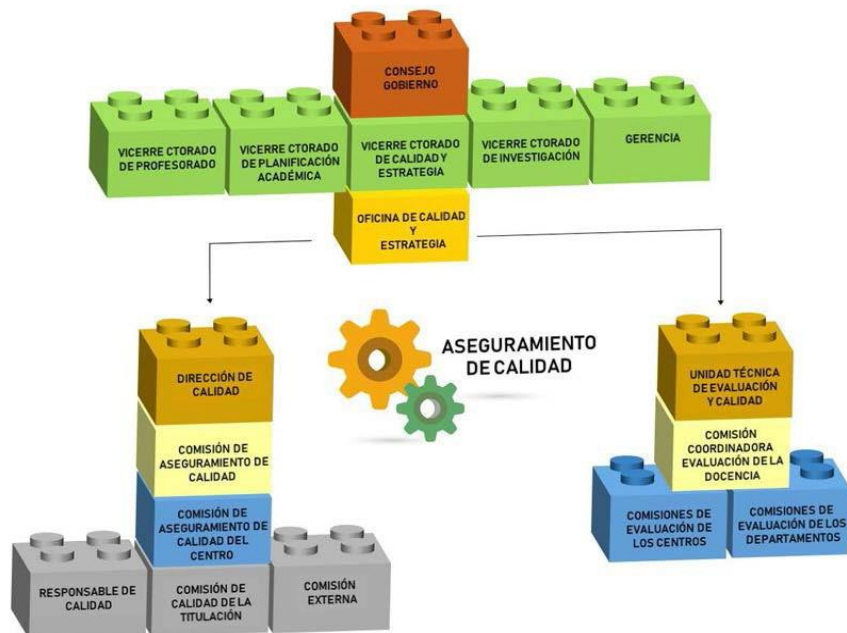 CONSEJO
GOBIERNO
VICERRE CTORADO
DE PROFESORADO
VICERRE CTORADO
DE PLANIFICACIÓN
ACADÉMICA
VICERRE CTORADO
DE CALIDAD Y
ESTRATEGIA
VICERRE CTORADO
DE INVESTIGACIÓN
GERENCIA
OFICINA DE CALIDAD
Y
ESTRATEGIA
DIRECCIÓN DE
CALIDAD
ASEGURAMIENTO
DE CALIDAD
UNIDAD TÉCNICA
DE EVALUACIÓN
Y CALIDAD
COMISIÓN DE
ASEGURAMIENTO DE
CALIDAD
COMISIÓN
COORDINADORA
EVALUACIÓN DE LA
DOCENCIA
COMISIÓN DE
ASEGURAMIENTO DE
CALIDAD DEL
CENTRO
COMISIONES DE
EVALUACIÓN DE
LOS CENTROS
COMISIONES DE
EVALUACIÓN DE LOS
DEPARTAMENTOS
RESPONSABLE DE
CALIDAD
COMISIÓN DE
CALIDAD DE LA
TITULACIÓN
COMISIÓN
EXTERNA